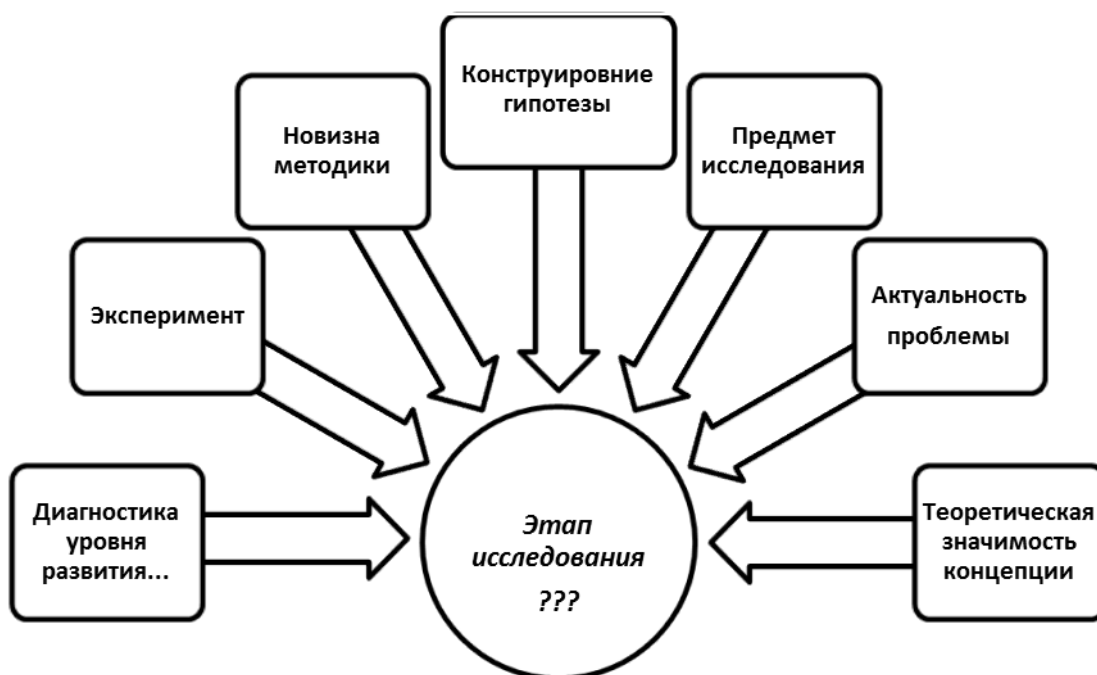 Конструировние
гипотезы
Новизна
методики
Предмет
исследования
Эксперимент
Актуальность
проблемы
Диагностика
уровня
развития...
Этап
исследования
???
Теоретическая
значимость
концепции